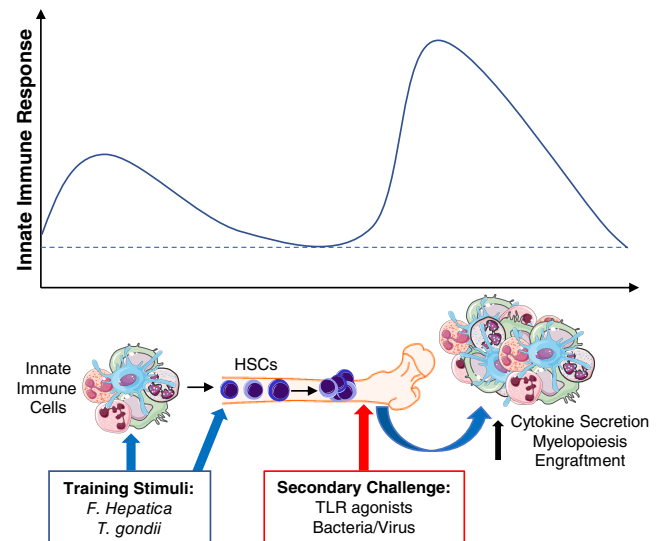 Innate Immune Response
HSCs
Innate
Immune
Cells
Cytokine Secretion
Myelopoiesis
Engraftment
Training Stimuli:
F. Hepatica
T. gondii
Secondary Challenge:
TLR agonists
Bacteria/Virus